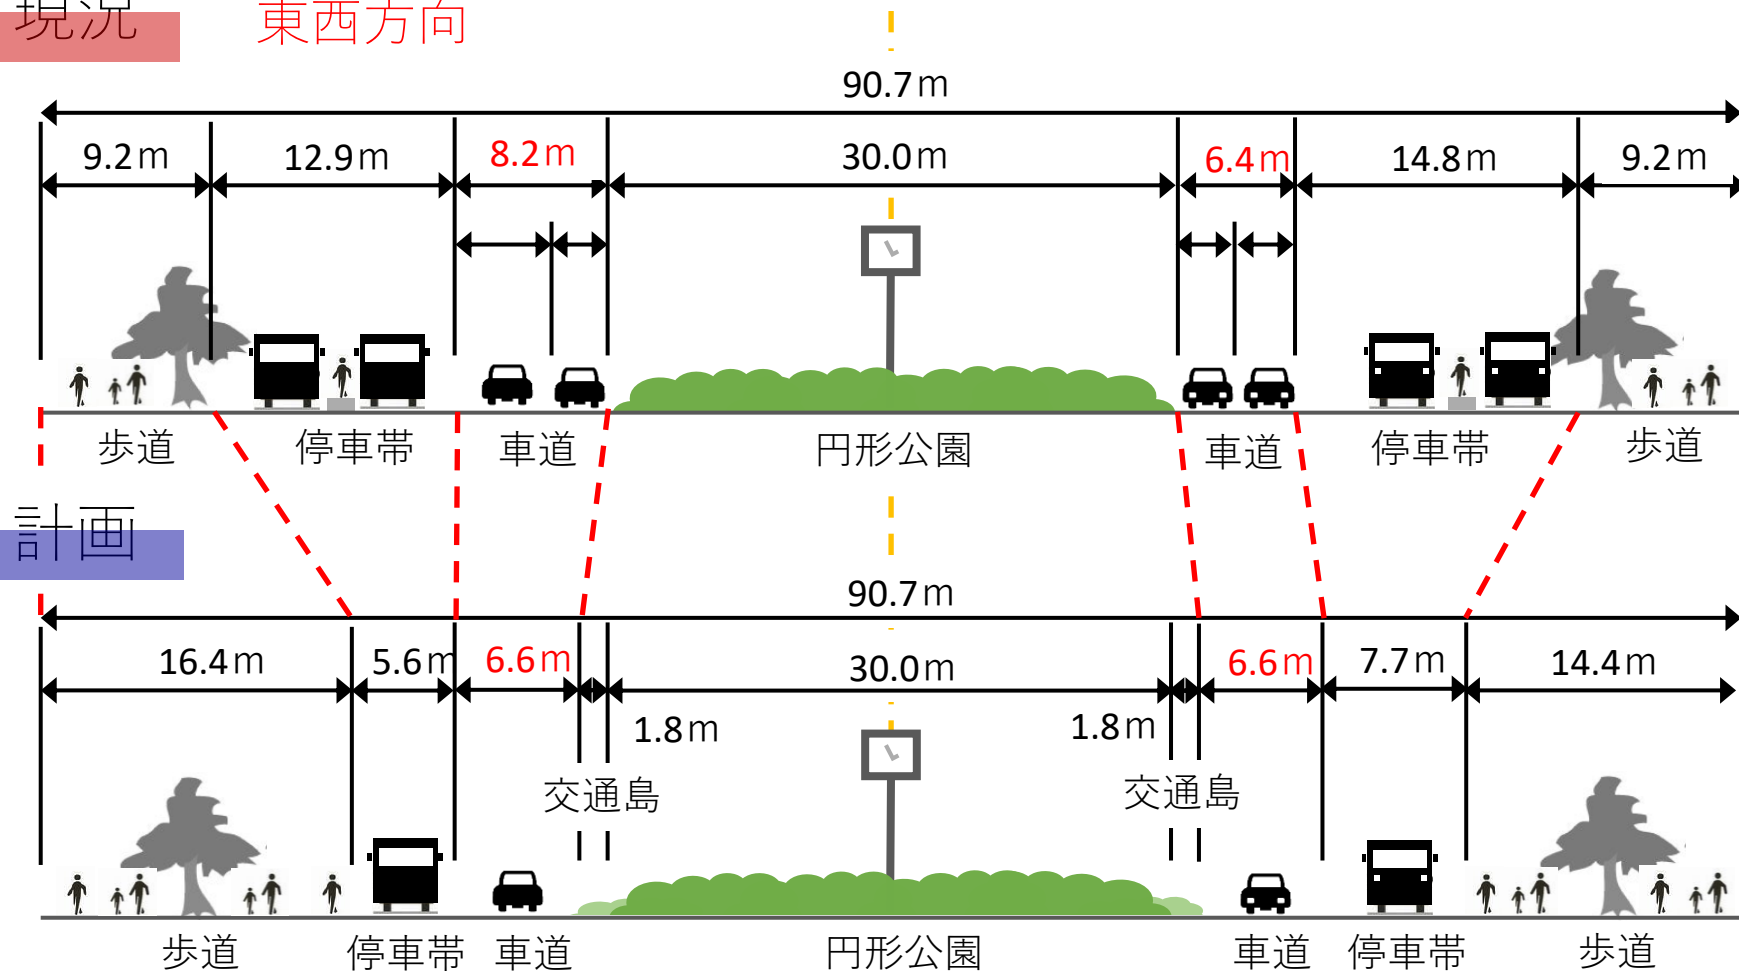 現況 東西方向
90.7m
9.2m 12.9m 8.2m 30.0m 6.4m 14.8m 9.2m
歩道 停車帯 車道 円形公園 車道 停車帯 歩道
計画
90.7m
16.4m 5.6m 6.6m 30.0m 6.6m 7.7m 14.4m
1.8m 1.8m
交通島 交通島
歩道 停車帯 車道 円形公園 車道 停車帯 歩道